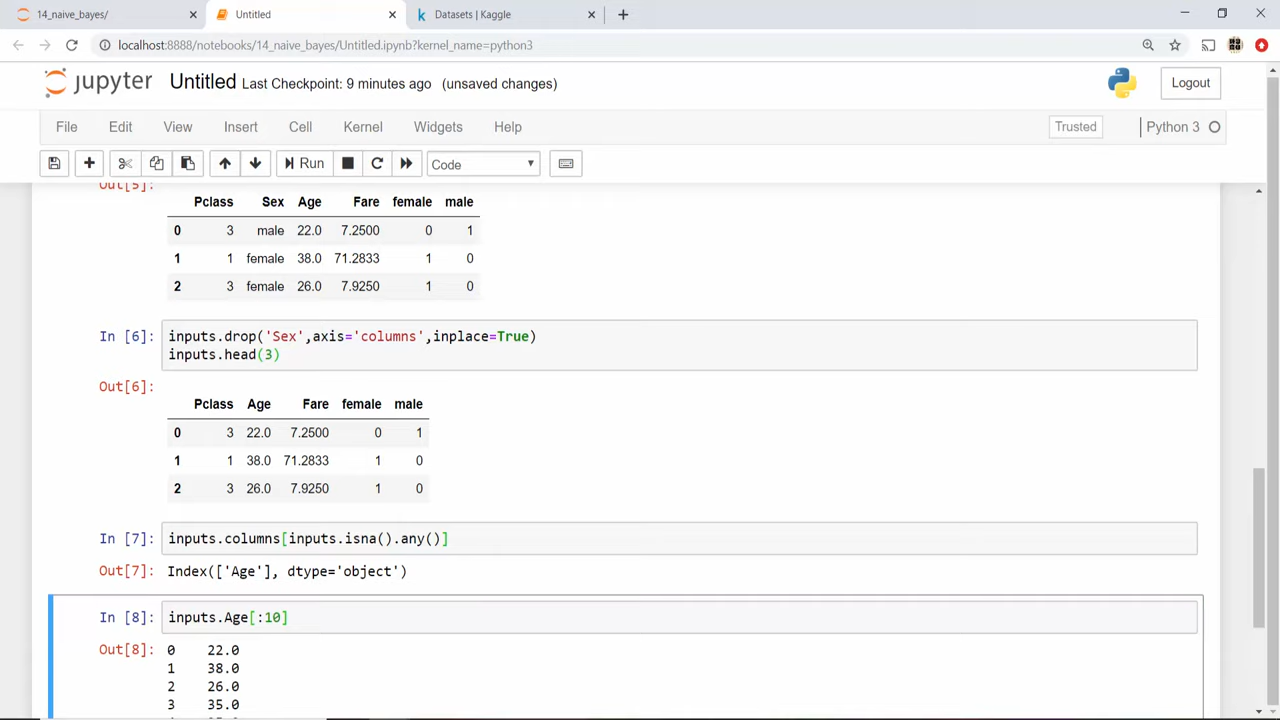 14_naive_bayes/
Untitled
Datasets | Kaggle
localhost:8888/notebooks/14_naive_bayes/Untitled.ipynb?kernel_name=python3
jupyter Untitled Last Checkpoint: 9 minutes ago (unsaved changes)
Logout
File Edit View Insert Cell Kernel Widgets Help
Trusted
Python 3
Run
Code
Out[5]:
Pclass Sex Age Fare female male
0 3 male 22.0 7.2500 0 1
1 1 female 38.0 71.2833 1 0
2 3 female 26.0 7.9250 1 0
In [6]: inputs.drop('Sex',axis='columns',inplace=True)
inputs.head(3)
Out[6]:
Pclass Age Fare female male
0 3 22.0 7.2500 0 1
1 1 38.0 71.2833 1 0
2 3 26.0 7.9250 1 0
In [7]: inputs.columns[inputs.isna().any()]
Out[7]: Index(['Age'], dtype='object')
In [8]: inputs.Age[:10]
Out[8]: 0 22.0
1 38.0
2 26.0
3 35.0